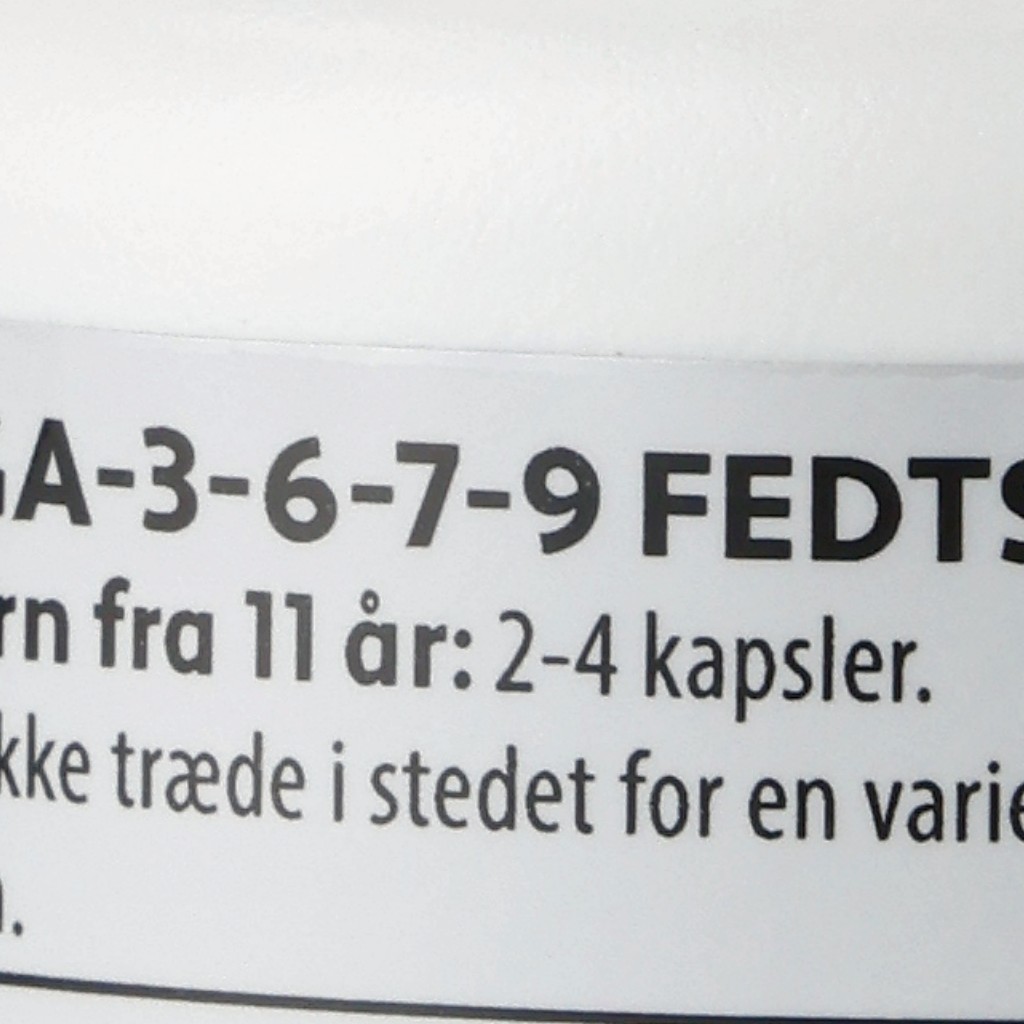 GA-3-6-7-9 FEDTS
rn fra 11 år: 2-4 kapsler.
kke træde i stedet for en varie
.